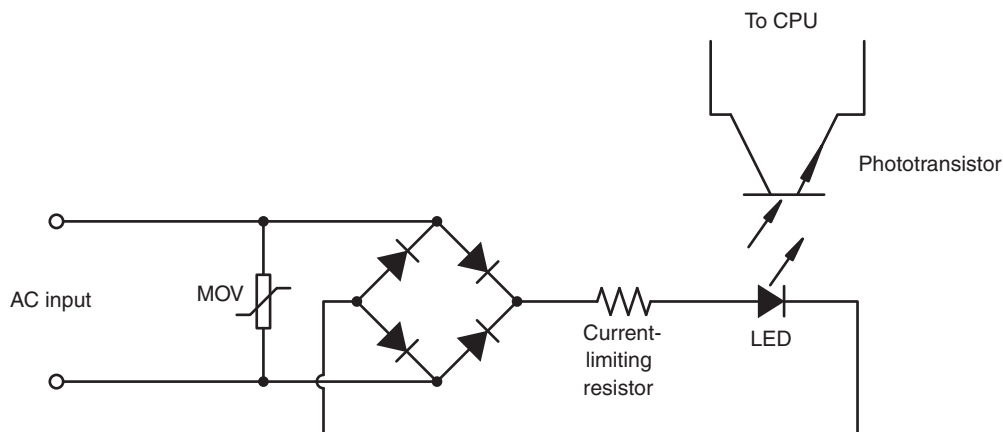 To CPU
Phototransistor
AC input
MOV
LED
Current-
limiting
resistor